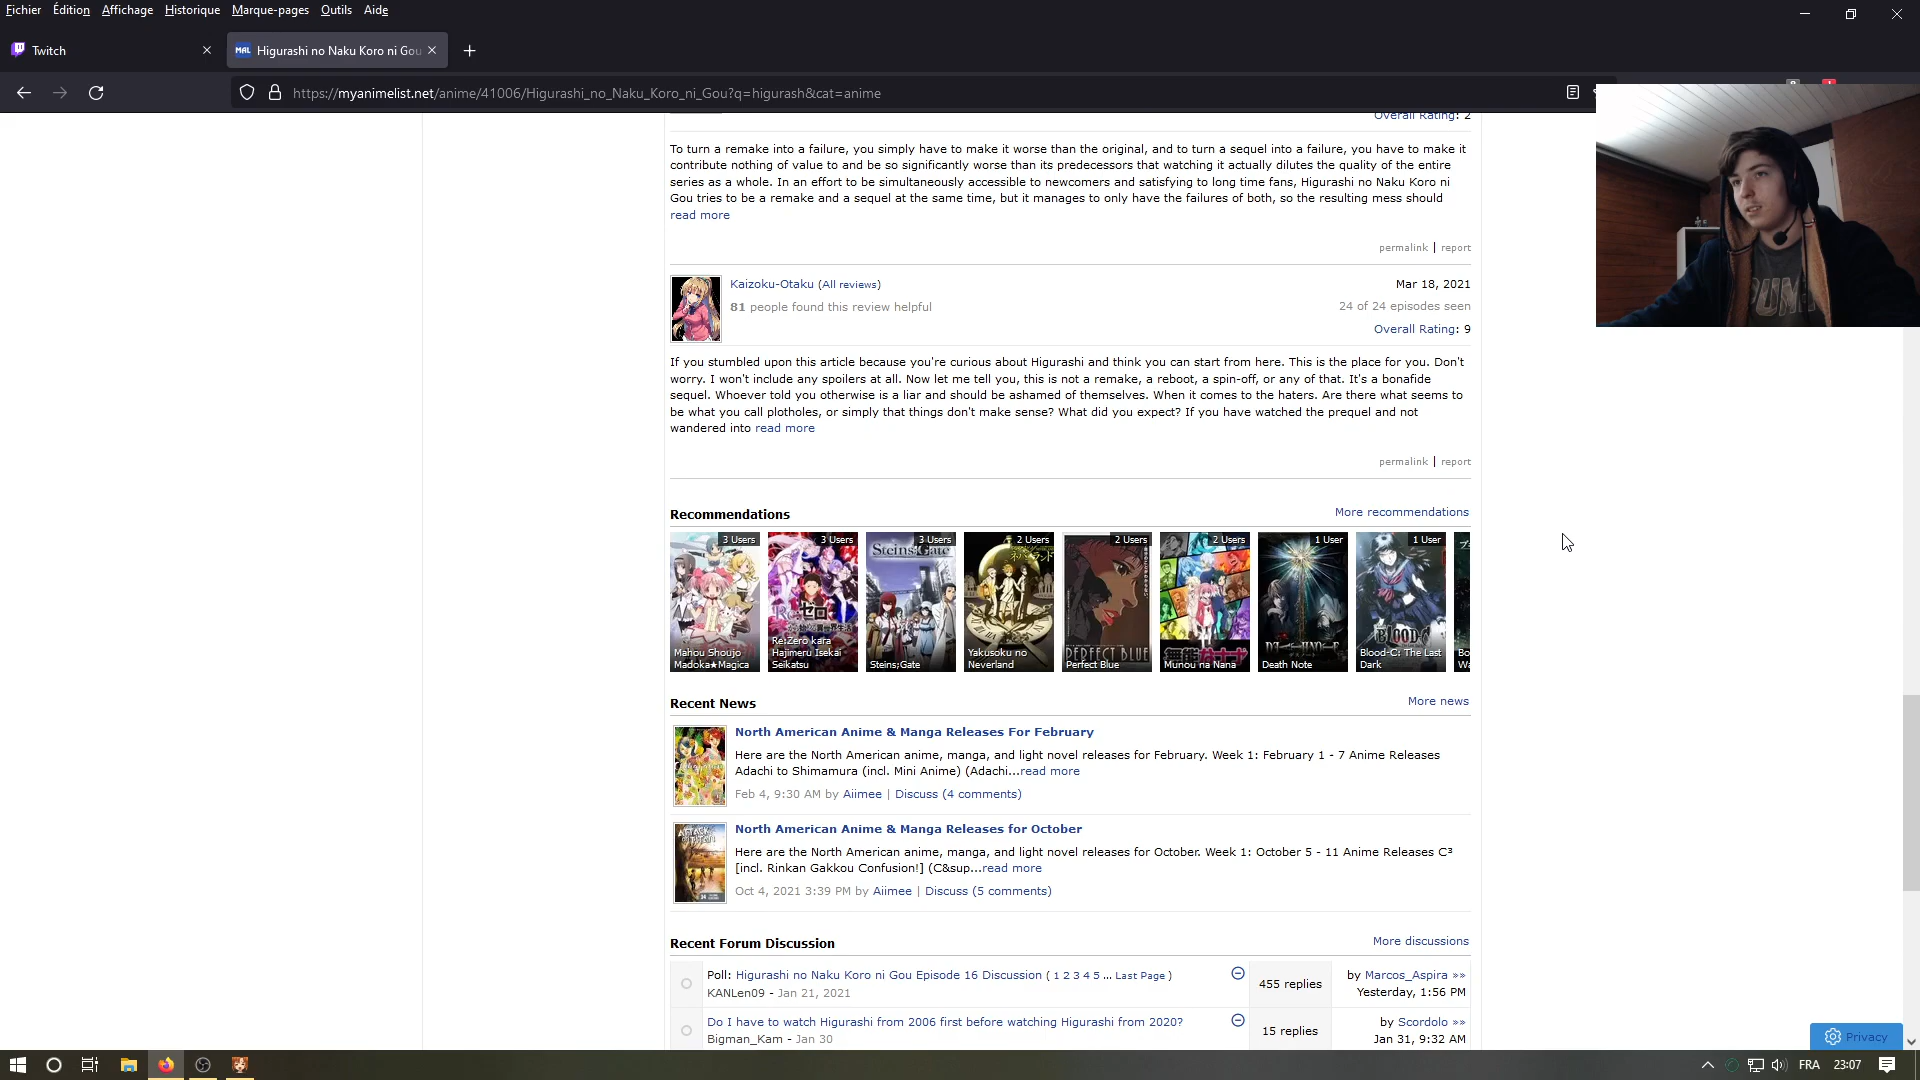 Fichier Édition Affichage Historique Marque-pages Outils Aide
Twitch
MAL Higurashi no Naku Koro ni Gou
https://myanimelist.net/anime/41006/Higurashi_no_Naku_Koro_ni_Gou?q=higurash&cat=anime
Overall Rating: 2
To turn a remake into a failure, you simply have to make it worse than the original, and to turn a sequel into a failure, you have to make it
contribute nothing of value to and be so significantly worse than its predecessors that watching it actually dilutes the quality of the entire
series as a whole. In an effort to be simultaneously accessible to newcomers and satisfying to long time fans, Higurashi no Naku Koro ni
Gou tries to be a remake and a sequel at the same time, but it manages to only have the failures of both, so the resulting mess should
read more
permalink | report
Kaizoku-Otaku (All reviews)
Mar 18, 2021
81 people found this review helpful
24 of 24 episodes seen
Overall Rating: 9
If you stumbled upon this article because you're curious about Higurashi and think you can start from here. This is the place for you. Don't
worry. I won't include any spoilers at all. Now let me tell you, this is not a remake, a reboot, a spin-off, or any of that. It's a bonafide
sequel. Whoever told you otherwise is a liar and should be ashamed of themselves. When it comes to the haters. Are there what seems to
be what you call plotholes, or simply that things don't make sense? What did you expect? If you have watched the prequel and not
wandered into read more
permalink | report
Recommendations
More recommendations
3 Users
3 Users
3 Users
2 Users
2 Users
2 Users
1 User
1 User
Steins;Gate
ゼロ
PERFECT BLUE
BLOOD-C
Mahou Shoujo
Madoka★Magica
Re:Zero kara
Hajimeru Isekai
Seikatsu
Steins;Gate
Yakusoku no
Neverland
Perfect Blue
Munou na Nana
Death Note
Blood-C: The Last
Dark
Bo
Wa
Recent News
More news
North American Anime & Manga Releases For February
Here are the North American anime, manga, and light novel releases for February. Week 1: February 1 - 7 Anime Releases
Adachi to Shimamura (incl. Mini Anime) (Adachi...read more
Feb 4, 9:30 AM by Aiimee | Discuss (4 comments)
ATTACK ON TITAN
North American Anime & Manga Releases for October
Here are the North American anime, manga, and light novel releases for October. Week 1: October 5 - 11 Anime Releases C³
[incl. Rinkan Gakkou Confusion!] (C&sup...read more
Oct 4, 2021 3:39 PM by Aiimee | Discuss (5 comments)
Recent Forum Discussion
More discussions
Poll: Higurashi no Naku Koro ni Gou Episode 16 Discussion ( 1 2 3 4 5 ... Last Page )
KANLen09 - Jan 21, 2021
455 replies
by Marcos_Aspira »»
Yesterday, 1:56 PM
Do I have to watch Higurashi from 2006 first before watching Higurashi from 2020?
Bigman_Kam - Jan 30
15 replies
by Scordolo »»
Jan 31, 9:32 AM
Privacy
FRA 23:07